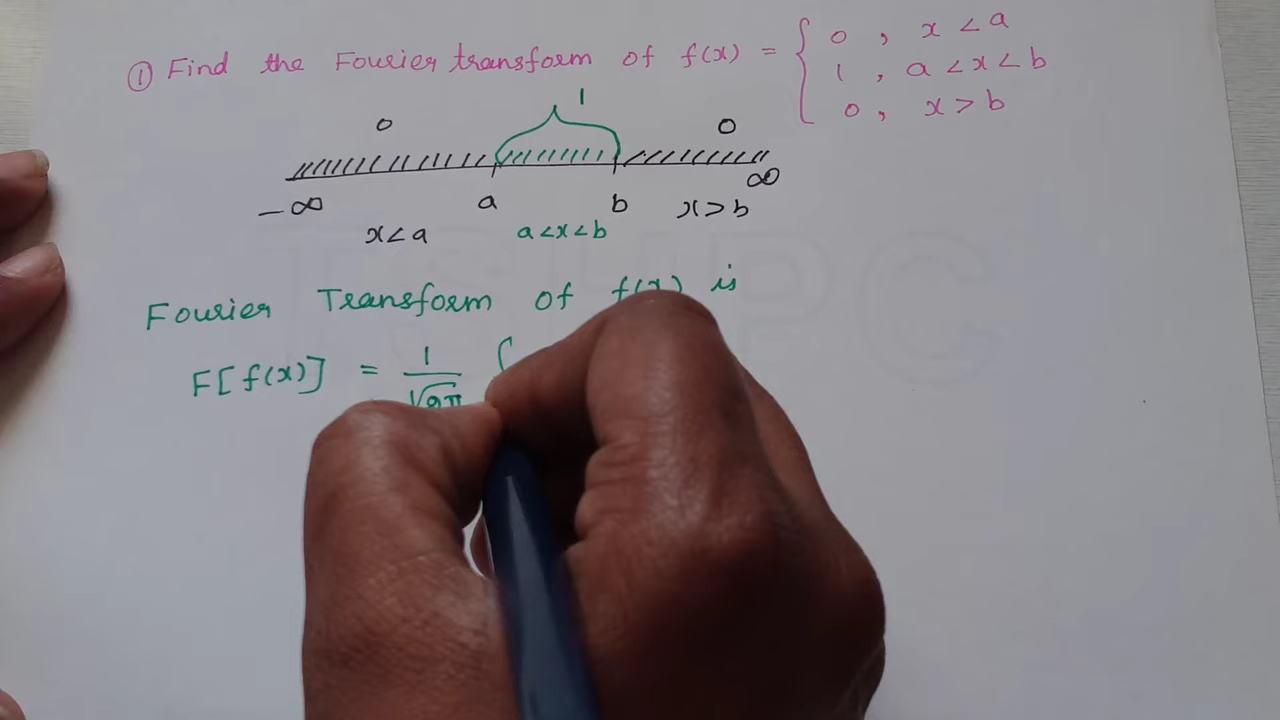 ① Find the Fourier transform of f(x) = { 0 , x < a
1 , a < x < b
0 , x > b
1
0 0
-∞ a b ∞
x < a a < x < b x > b
Fourier Transform of f(x) is
F[f(x)] = 1/√2π ∫